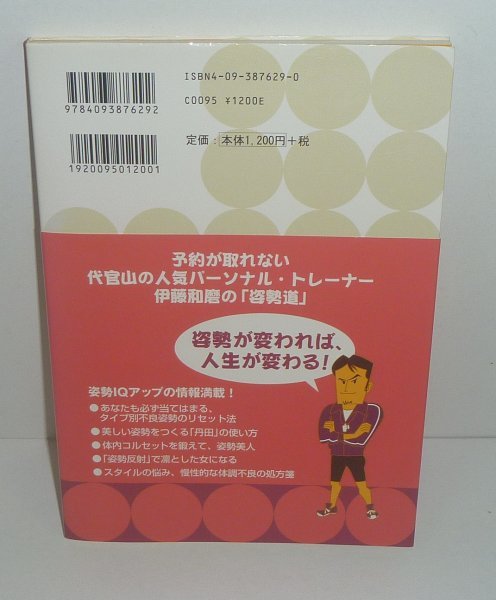 ISBN4-09-387629-0
C0095 ¥1200E
9784093876292
定価：本体1,200円+税
1920095012001
予約が取れない
代官山の人気パーソナル・トレーナー
伊藤和磨の「姿勢道」
姿勢が変われば、
人生が変わる！
姿勢IQアップの情報満載！
●あなたも必ず当てはまる、
タイプ別不良姿勢のリセット法
●美しい姿勢をつくる「丹田」の使い方
●体内コルセットを鍛えて、姿勢美人
●「姿勢反射」で凛とした女になる
●スタイルの悩み、慢性的な体調不良の処方箋